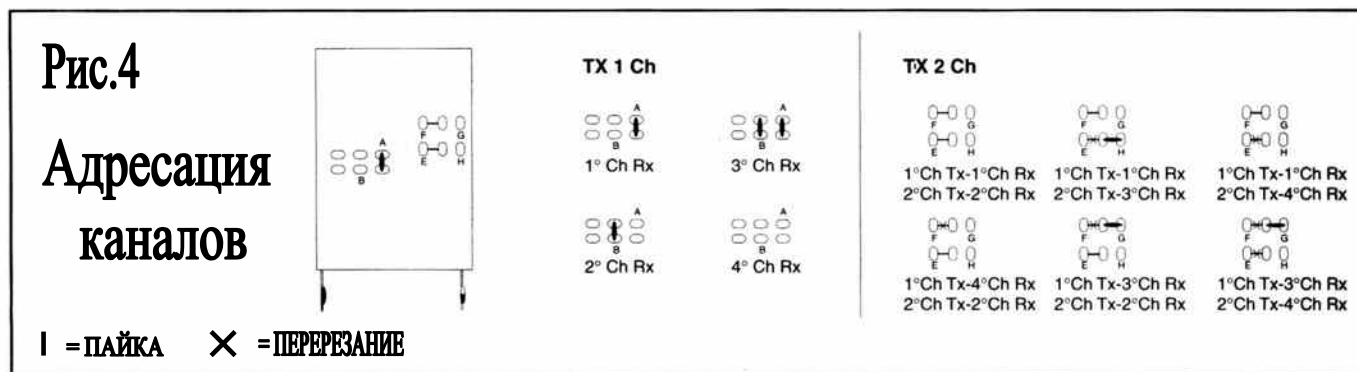 Рис.4
Адресация
каналов
I = ПАЙКА X = ПЕРЕРЕЗАНИЕ
A
B
F
G
E
H
TX 1 Ch
A
B
1° Ch Rx
A
B
3° Ch Rx
A
B
2° Ch Rx
A
B
4° Ch Rx
TX 2 Ch
F G
E H
1°Ch Tx-1°Ch Rx
2°Ch Tx-2°Ch Rx
F G
E H
1°Ch Tx-1°Ch Rx
2°Ch Tx-3°Ch Rx
F G
E H
1°Ch Tx-1°Ch Rx
2°Ch Tx-4°Ch Rx
F G
E H
1°Ch Tx-4°Ch Rx
2°Ch Tx-2°Ch Rx
F G
E H
1°Ch Tx-3°Ch Rx
2°Ch Tx-2°Ch Rx
F G
E H
1°Ch Tx-3°Ch Rx
2°Ch Tx-4°Ch Rx